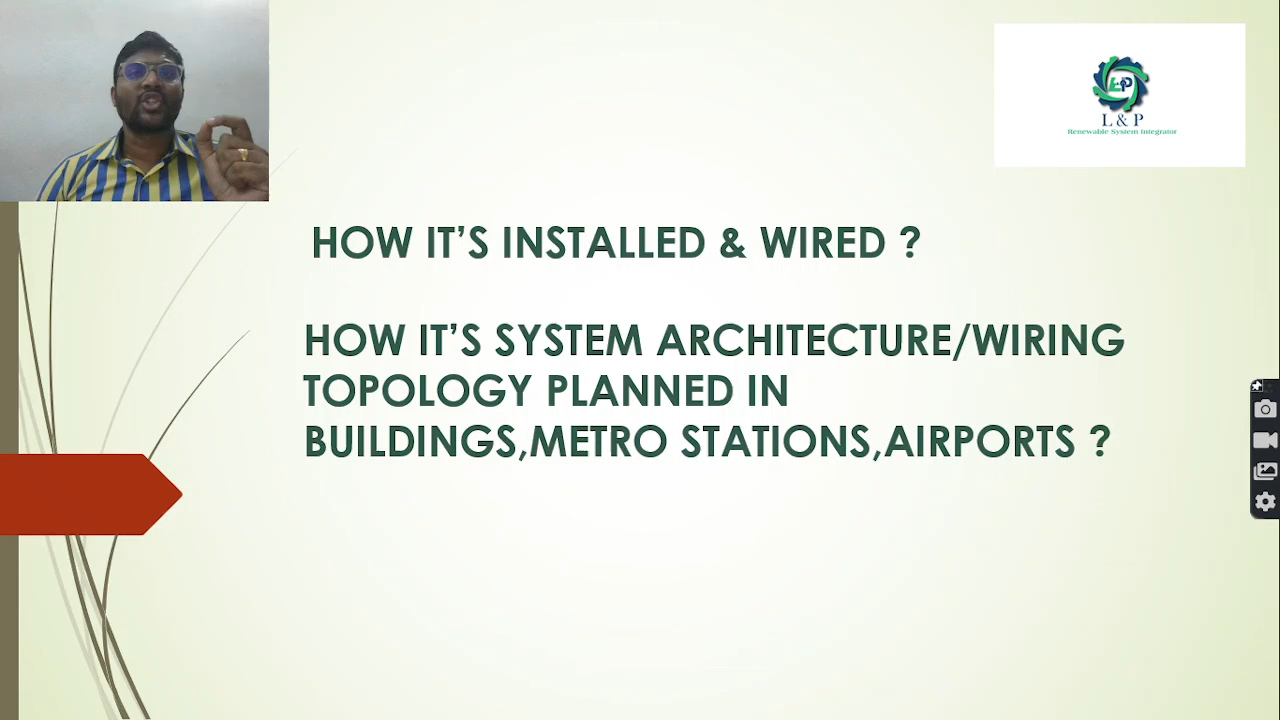 L&P
L & P
Renewable System Integrator
HOW IT’S INSTALLED & WIRED ?
HOW IT’S SYSTEM ARCHITECTURE/WIRING
TOPOLOGY PLANNED IN
BUILDINGS,METRO STATIONS,AIRPORTS ?